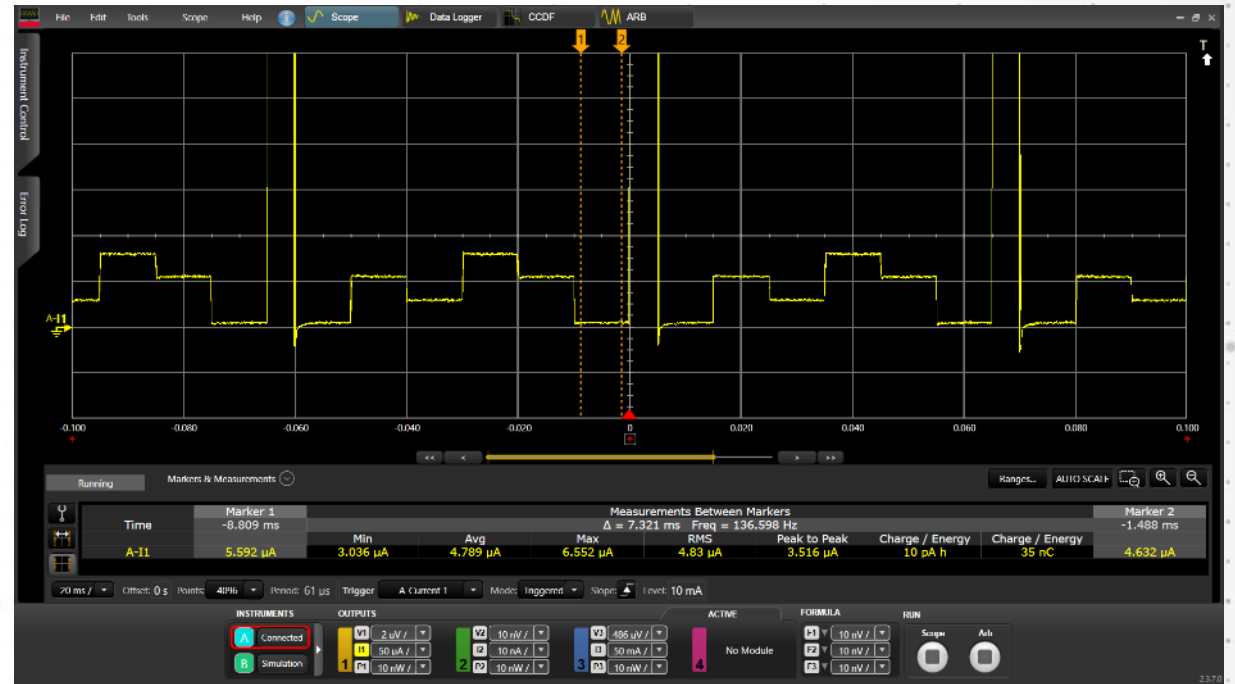 File Edit Tools Scope Help i Scope Data Logger CCDF ARB
Instrument Control
Error Log
1 2
T
A-I1
-0.100 -0.080 -0.060 -0.040 -0.020 0 0.020 0.040 0.060 0.080 0.100
<< < > >>
Running Markers & Measurements Ranges... AUTO SCALE
Marker 1 Measurements Between Markers Marker 2
Time -8.809 ms Δ = 7.321 ms Freq = 136.598 Hz -1.488 ms
Min Avg Max RMS Peak to Peak Charge / Energy Charge / Energy
A-I1 5.592 µA 3.036 µA 4.789 µA 6.552 µA 4.83 µA 3.516 µA 10 pA h 35 nC 4.632 µA
20 ms / Offset: 0 s Points: 4096 Period: 61 µs Trigger A Current 1 Mode: Triggered Slope: Level: 10 mA
INSTRUMENTS OUTPUTS ACTIVE FORMULA RUN
A Connected
B Simulation
1 V1 2 uV / I1 50 µA / P1 10 nW /
2 V2 10 nV / I2 10 nA / P2 10 nW /
3 V3 486 uV / I3 50 mA / P3 10 nW /
4 No Module
F1 10 nV /
F2 10 nV /
F3 10 nV /
Scope Arb
2.3.7.0